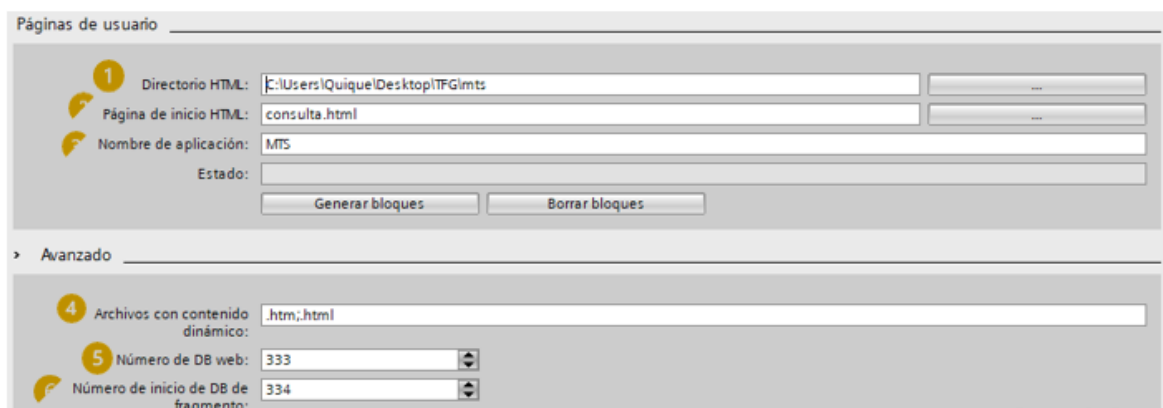 Páginas de usuario
1 Directorio HTML: C:\Users\Quique\Desktop\TFG\mts ...
Página de inicio HTML: consulta.html ...
Nombre de aplicación: MTS
Estado:
Generar bloques Borrar bloques
> Avanzado
4 Archivos con contenido .htm;.html
dinámico:
5 Número de DB web: 333
Número de inicio de DB de 334
fragmento: